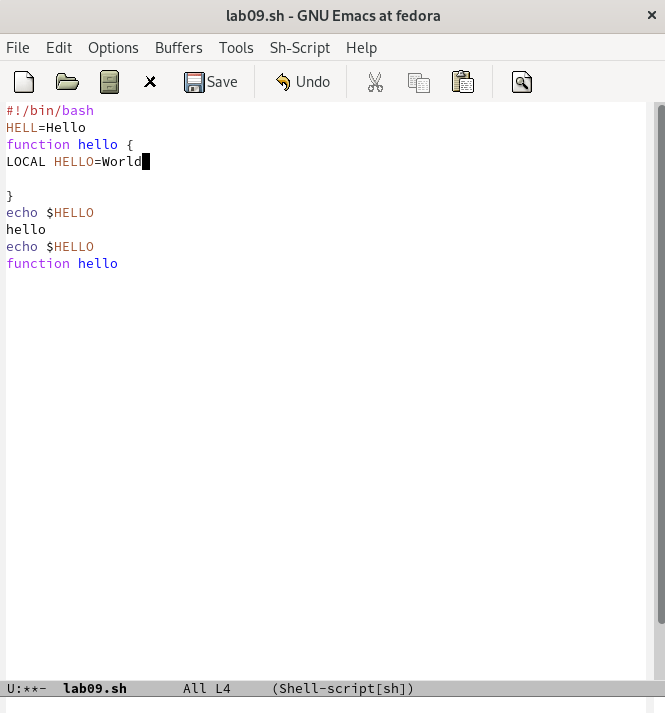 lab09.sh - GNU Emacs at fedora ×
File Edit Options Buffers Tools Sh-Script Help
Save Undo
#!/bin/bash
HELL=Hello
function hello {
LOCAL HELLO=World
}
echo $HELLO
hello
echo $HELLO
function hello
U:**- lab09.sh All L4 (Shell-script[sh])